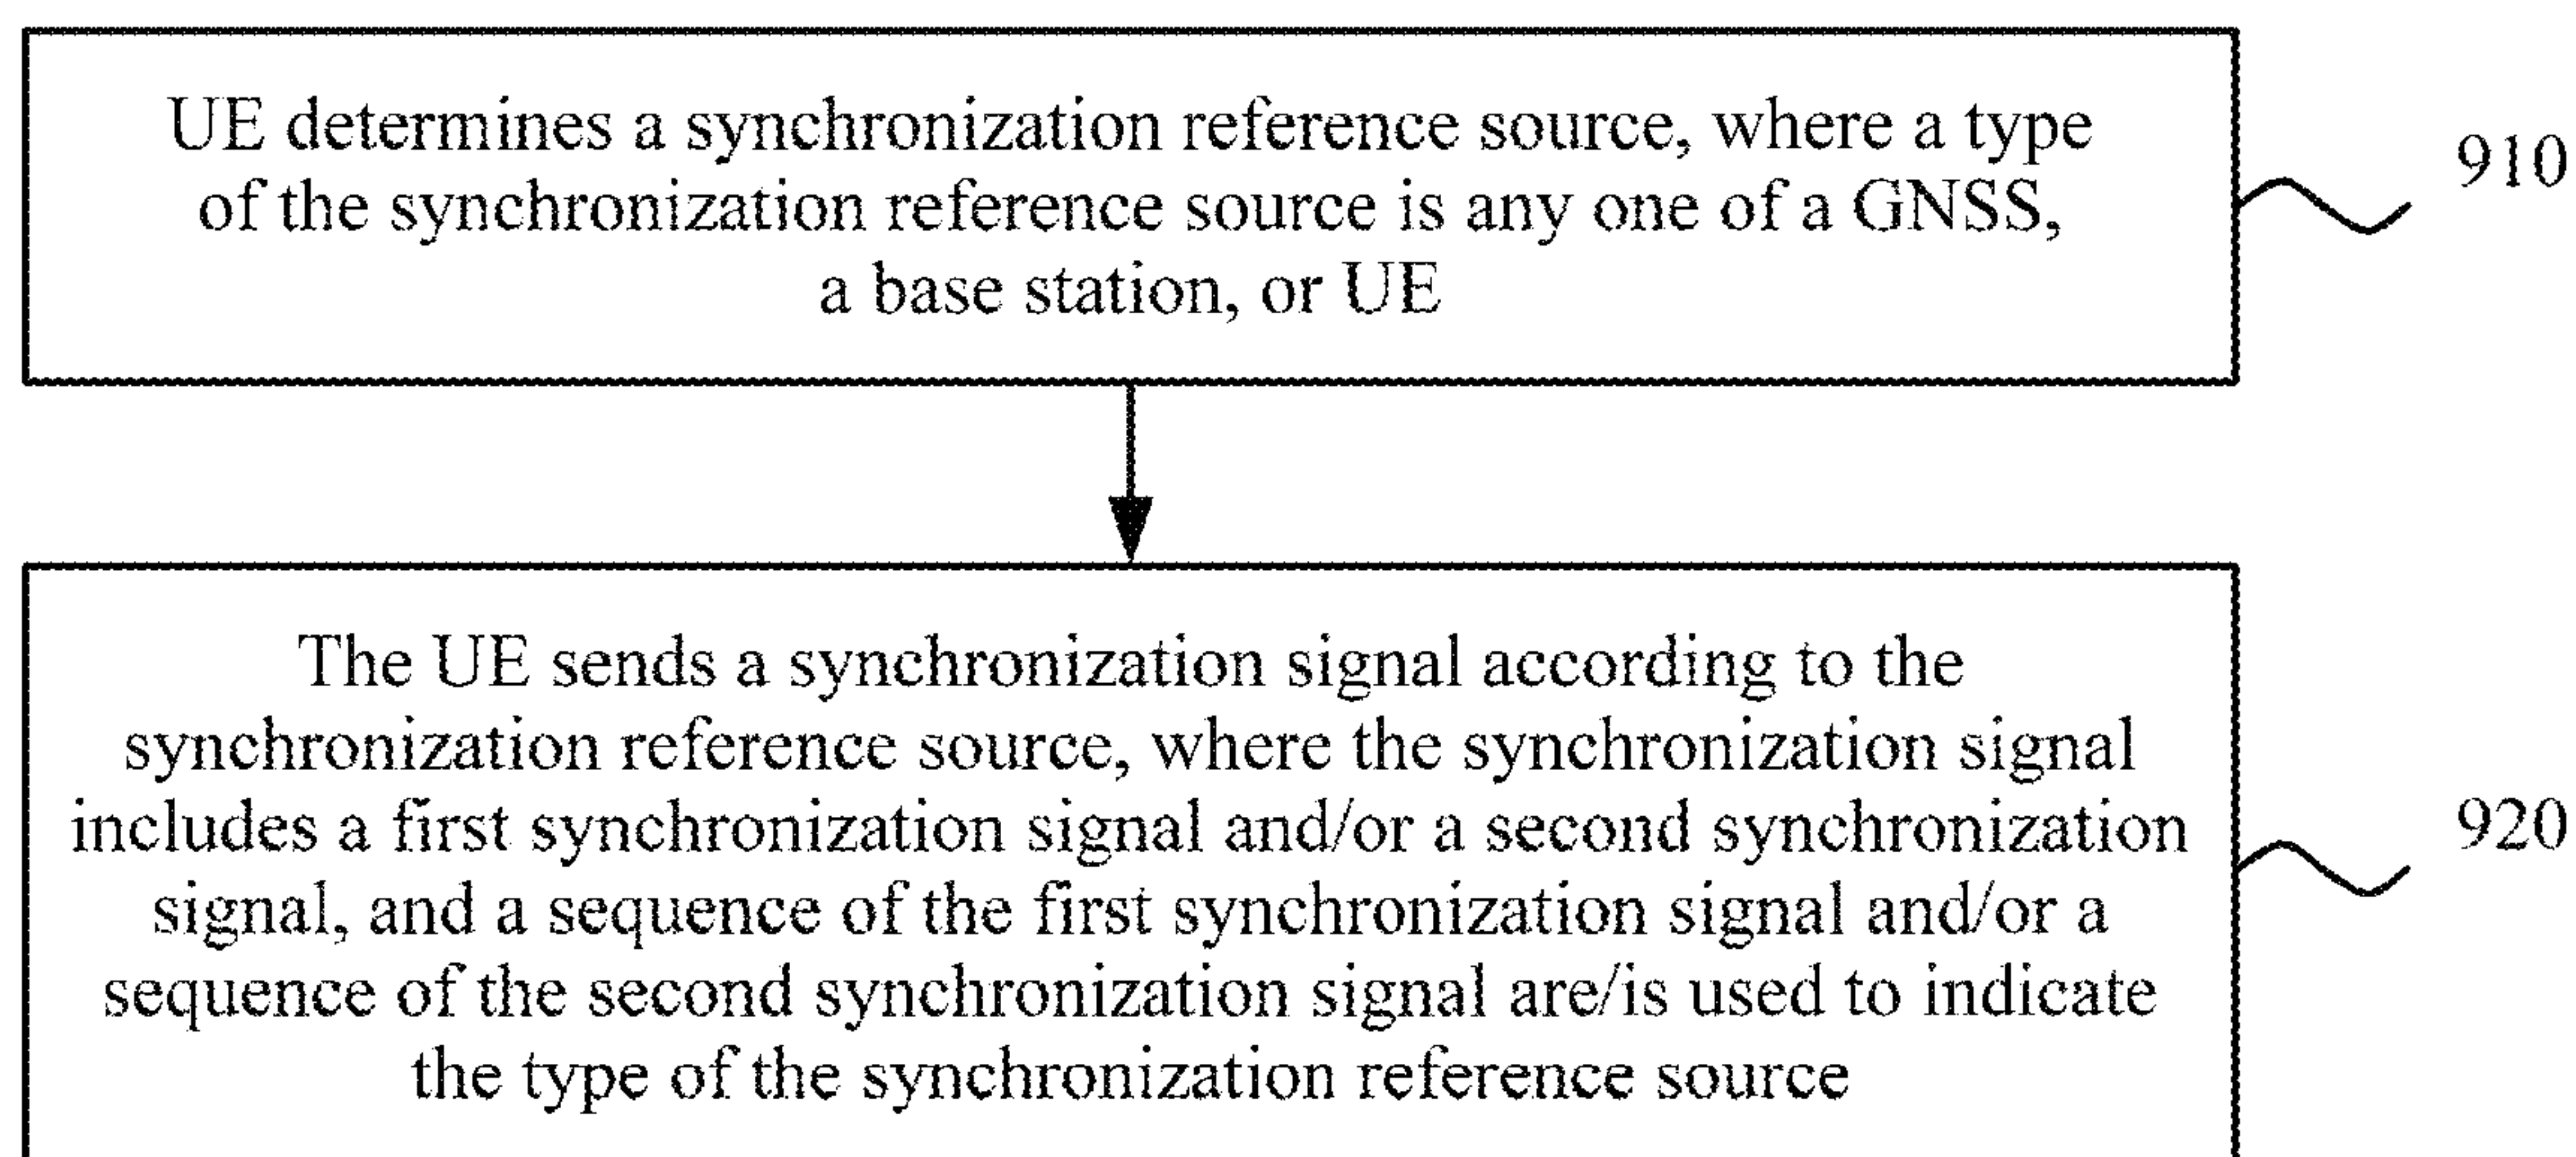 UE determines a synchronization reference source, where a type
of the synchronization reference source is any one of a GNSS,
a base station, or UE
910
The UE sends a synchronization signal according to the
synchronization reference source, where the synchronization signal
includes a first synchronization signal and/or a second synchronization
signal, and a sequence of the first synchronization signal and/or a
sequence of the second synchronization signal are/is used to indicate
the type of the synchronization reference source
920